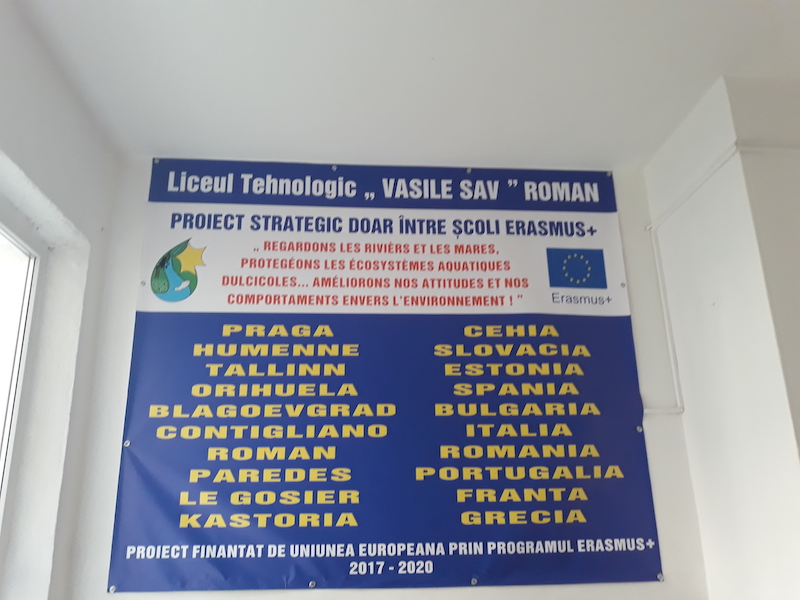 Liceul Tehnologic „ VASILE SAV ” ROMAN
PROIECT STRATEGIC DOAR ÎNTRE ȘCOLI ERASMUS+
„ REGARDONS LES RIVIÈRS ET LES MARES,
PROTEGÉONS LES ÉCOSYSTÈMES AQUATIQUES
DULCICOLES... AMÉLIORONS NOS ATTITUDES ET NOS
COMPORTAMENTS ENVERS L'ENVIRONNEMENT ! ”
Erasmus+
PRAGA CEHIA
HUMENNE SLOVACIA
TALLINN ESTONIA
ORIHUELA SPANIA
BLAGOEVGRAD BULGARIA
CONTIGLIANO ITALIA
ROMAN ROMANIA
PAREDES PORTUGALIA
LE GOSIER FRANTA
KASTORIA GRECIA
PROIECT FINANTAT DE UNIUNEA EUROPEANA PRIN PROGRAMUL ERASMUS+
2017 - 2020